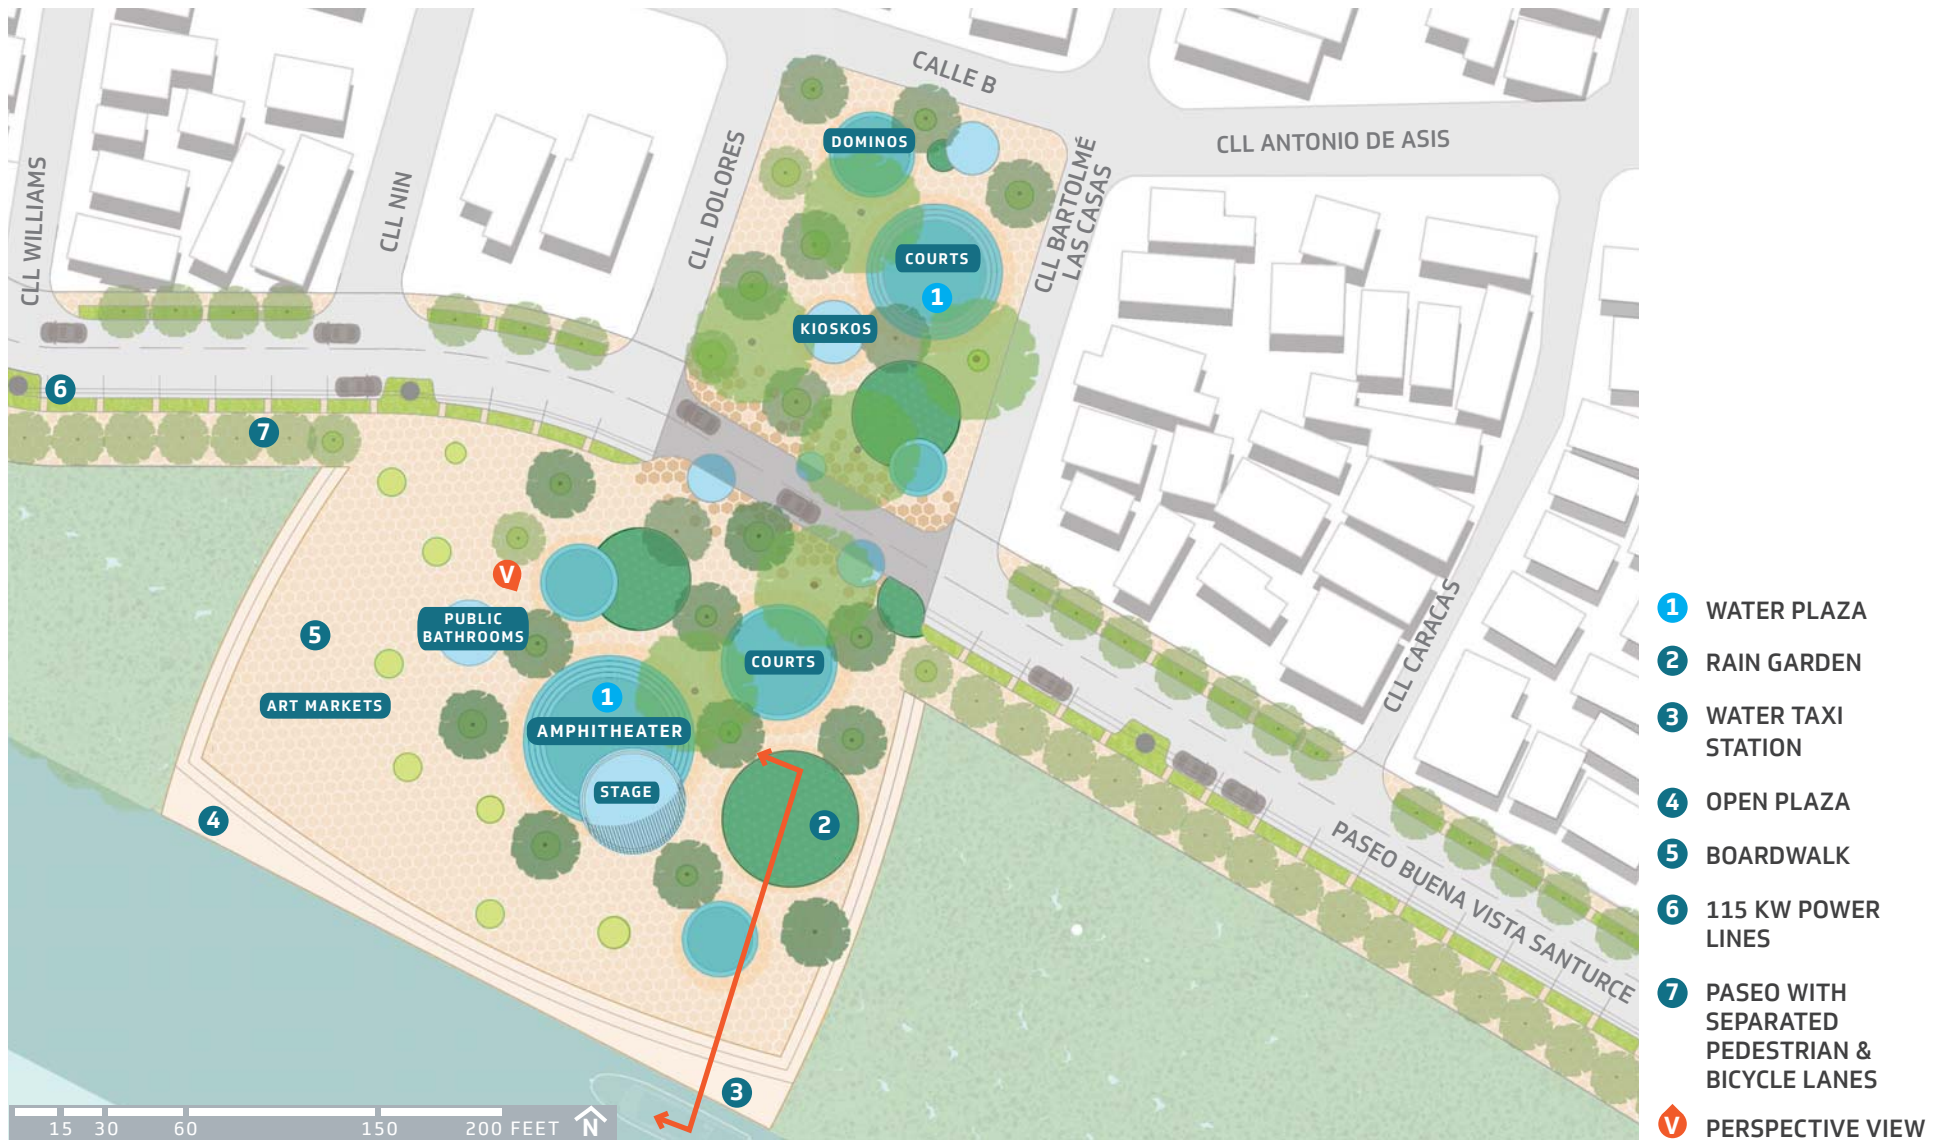 CALLE B
CLL ANTONIO DE ASIS
CLL WILLIAMS
CLL NIN
CLL DOLORES
CLL BARTOLMÉ
LAS CASAS
DOMINOS
COURTS
1
KIOSKOS
6
7
V
PUBLIC
BATHROOMS
5
ART MARKETS
COURTS
1
AMPHITHEATER
STAGE
2
4
3
CLL CARACAS
PASEO BUENA VISTA SANTURCE
15 30 60 150 200 FEET N
1 WATER PLAZA
2 RAIN GARDEN
3 WATER TAXI
STATION
4 OPEN PLAZA
5 BOARDWALK
6 115 KW POWER
LINES
7 PASEO WITH
SEPARATED
PEDESTRIAN &
BICYCLE LANES
V PERSPECTIVE VIEW